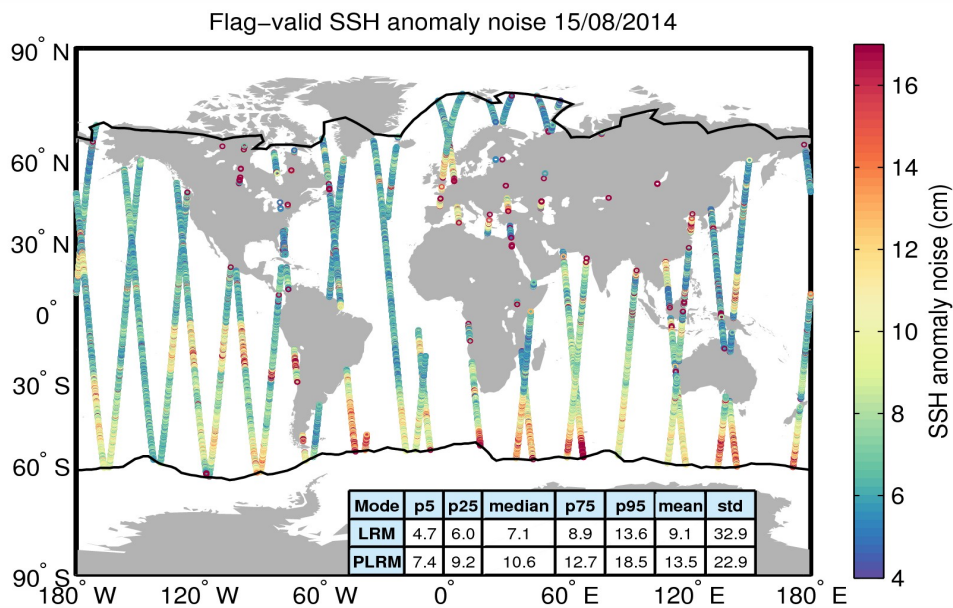 Flag−valid SSH anomaly noise 15/08/2014
90° N
60° N
30° N
0°
30° S
60° S
90° S
180° W 120° W 60° W 0° 60° E 120° E 180° E
Mode p5 p25 median p75 p95 mean std
LRM 4.7 6.0 7.1 8.9 13.6 9.1 32.9
PLRM 7.4 9.2 10.6 12.7 18.5 13.5 22.9
16
14
12
10
8
6
4
SSH anomaly noise (cm)